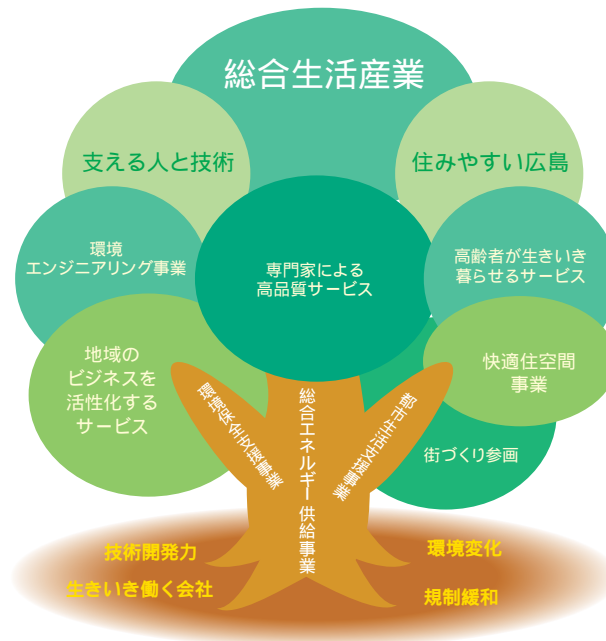 総合生活産業
支える人と技術
住みやすい広島
環境
エンジニアリング事業
専門家による
高品質サービス
高齢者が生きいき
暮らせるサービス
地域の
ビジネスを
活性化する
サービス
快適住空間
事業
環境保全支援事業
総合エネルギー供給事業
都市生活支援事業
街づくり参画
技術開発力
生きいき働く会社
環境変化
規制緩和